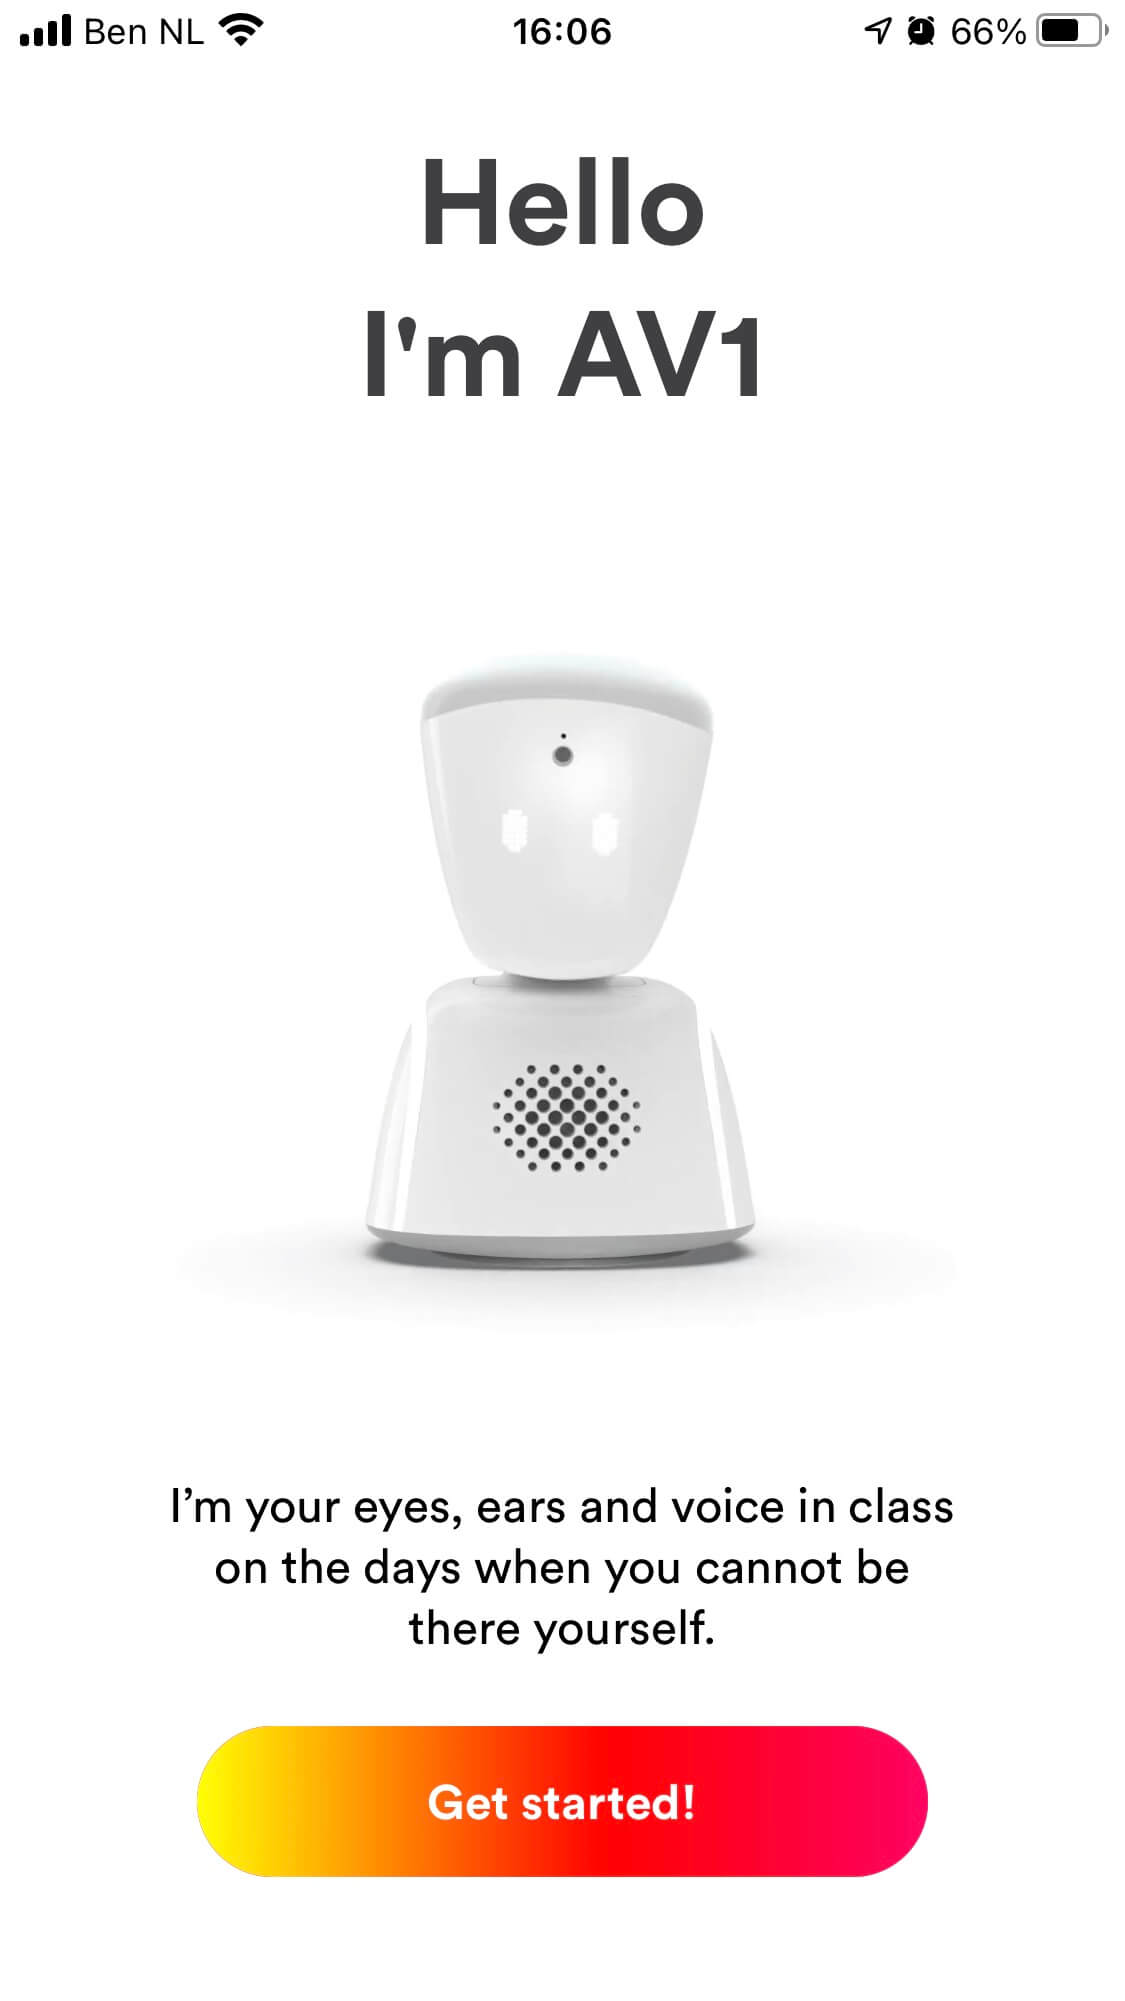 Ben NL 16:06 66%
Hello
I'm AV1
I’m your eyes, ears and voice in class
on the days when you cannot be
there yourself.
Get started!